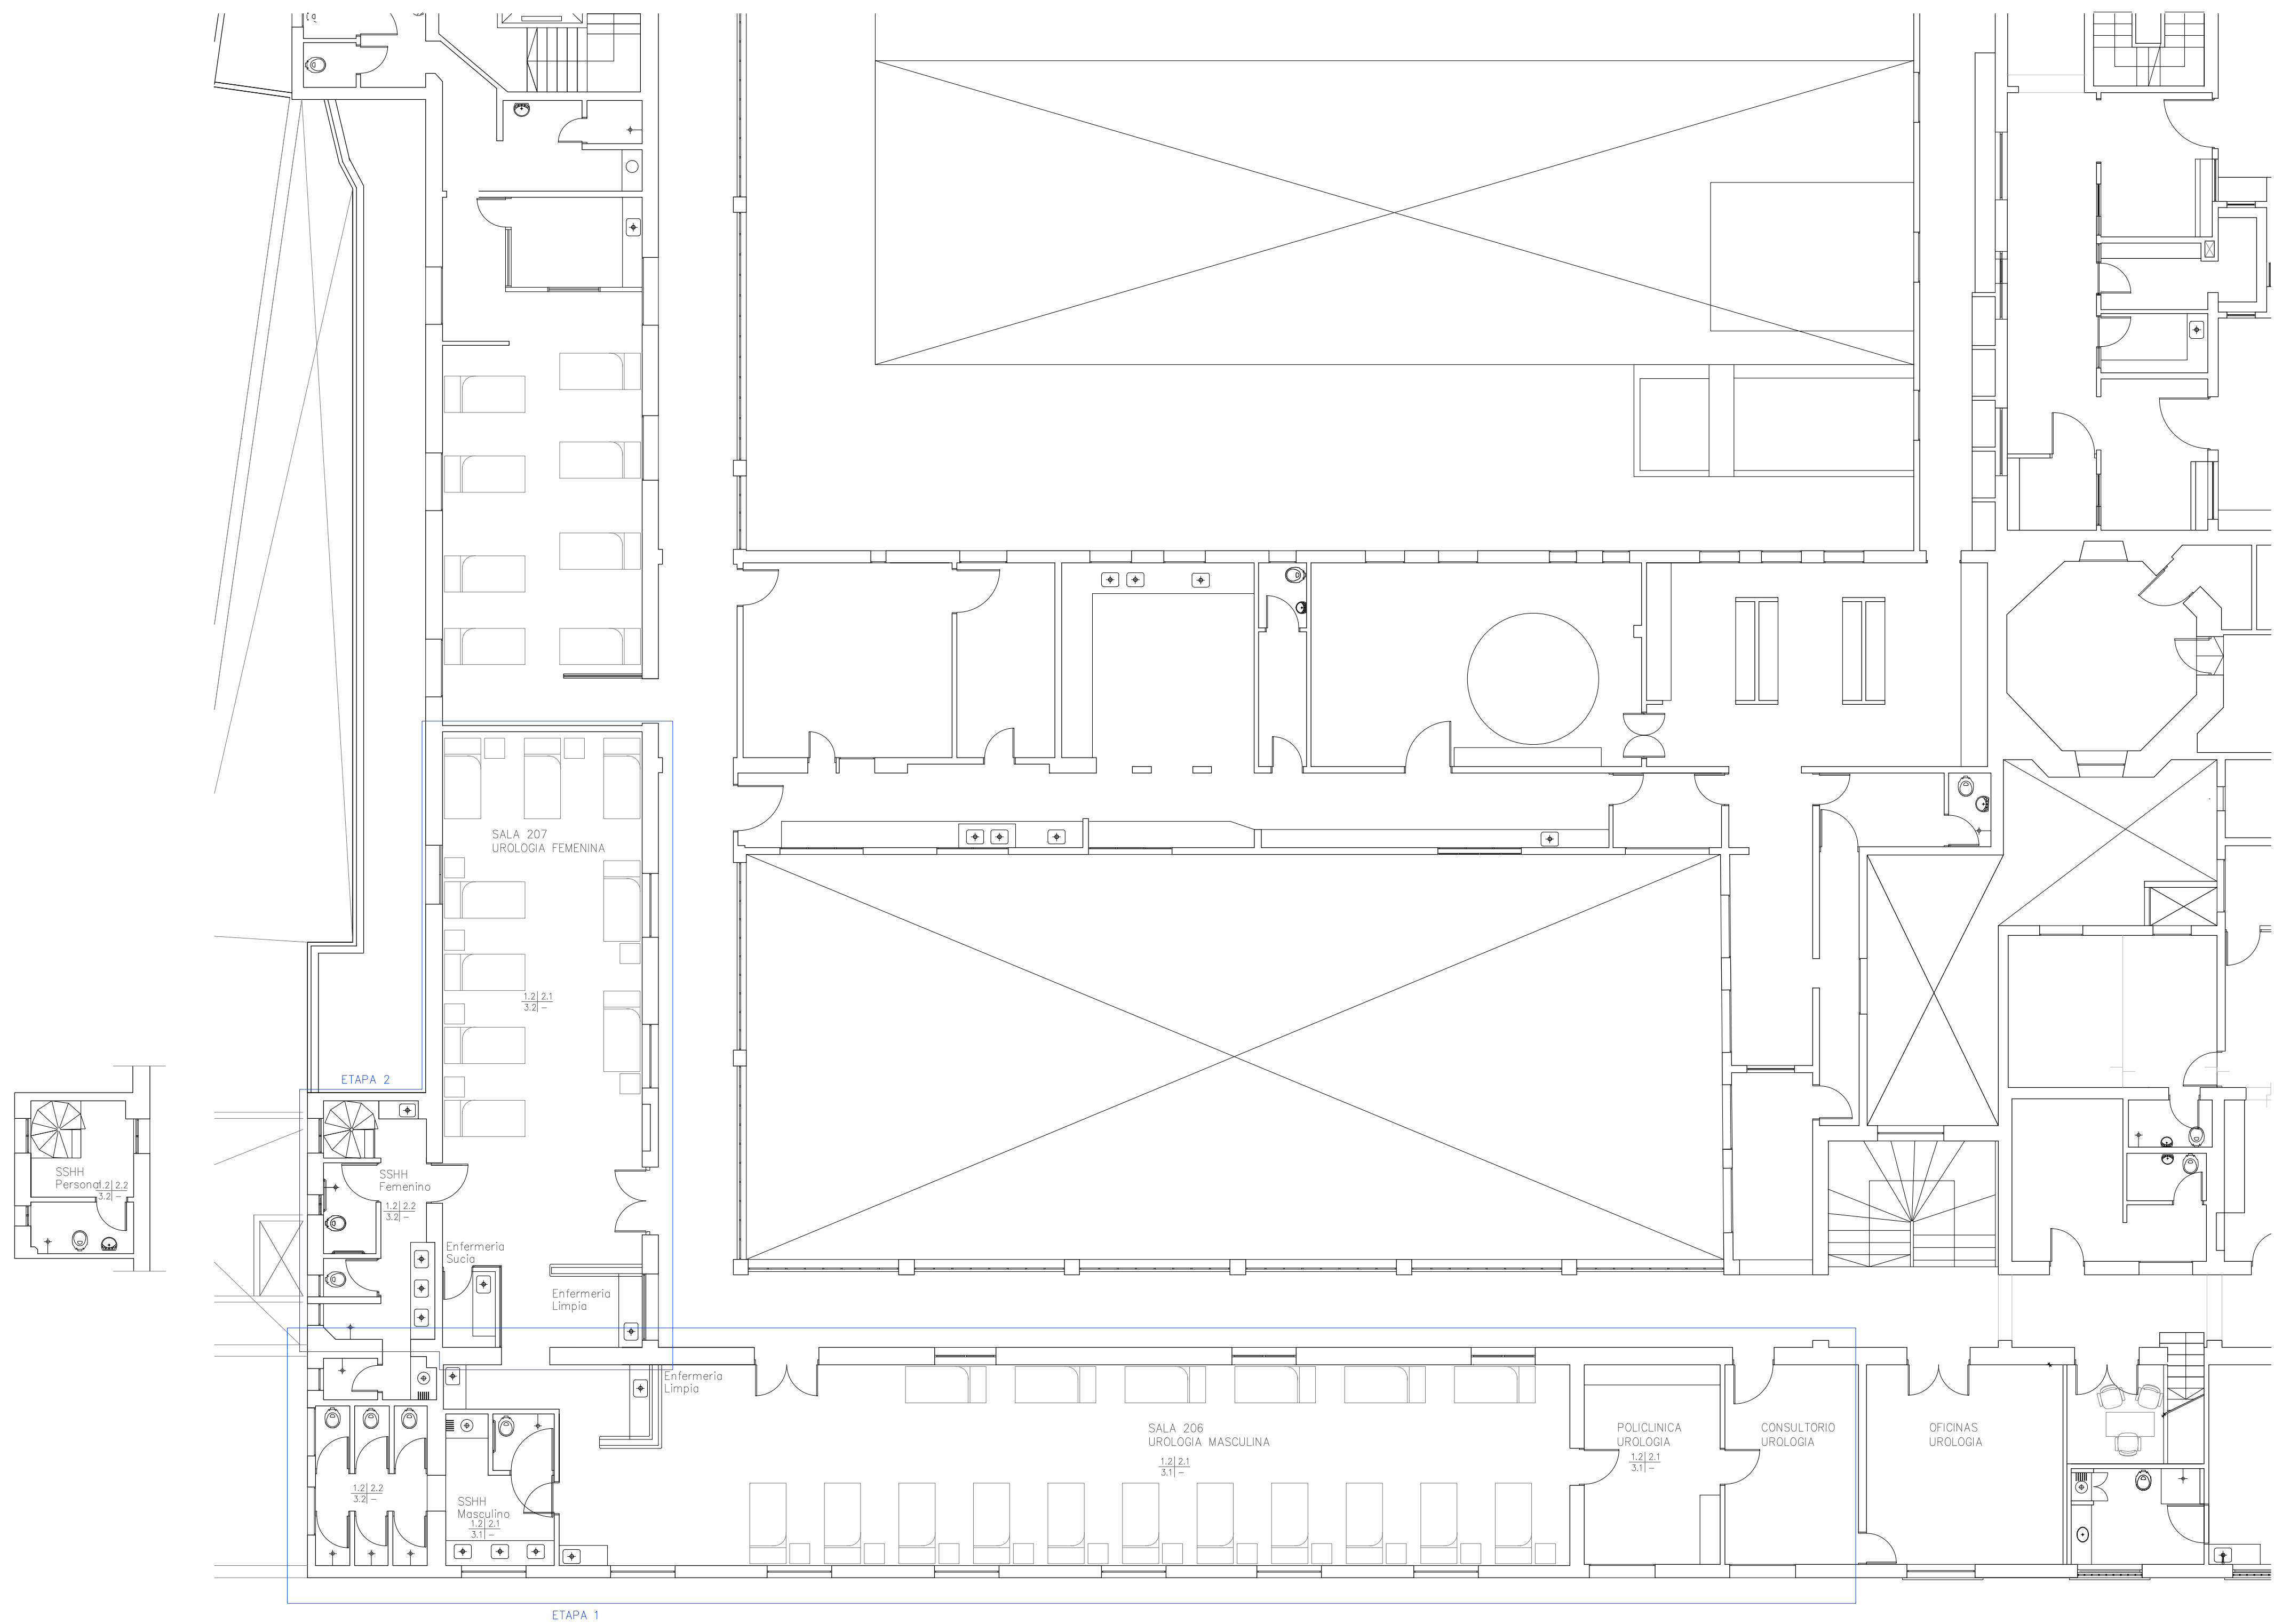 SALA 207
UROLOGIA FEMENINA
1.2 2.1
3.2 –
ETAPA 2
SSHH
Personal
1.2 2.2
3.2 –
SSHH
Femenino
1.2 2.2
3.2 –
Enfermeria
Sucia
Enfermeria
Limpia
Enfermeria
Limpia
SALA 206
UROLOGIA MASCULINA
1.2 2.1
3.1 –
POLICLINICA
UROLOGIA
1.2 2.1
3.1 –
CONSULTORIO
UROLOGIA
OFICINAS
UROLOGIA
1.2 2.2
3.2 –
SSHH
Masculino
1.2 2.1
3.1 –
ETAPA 1